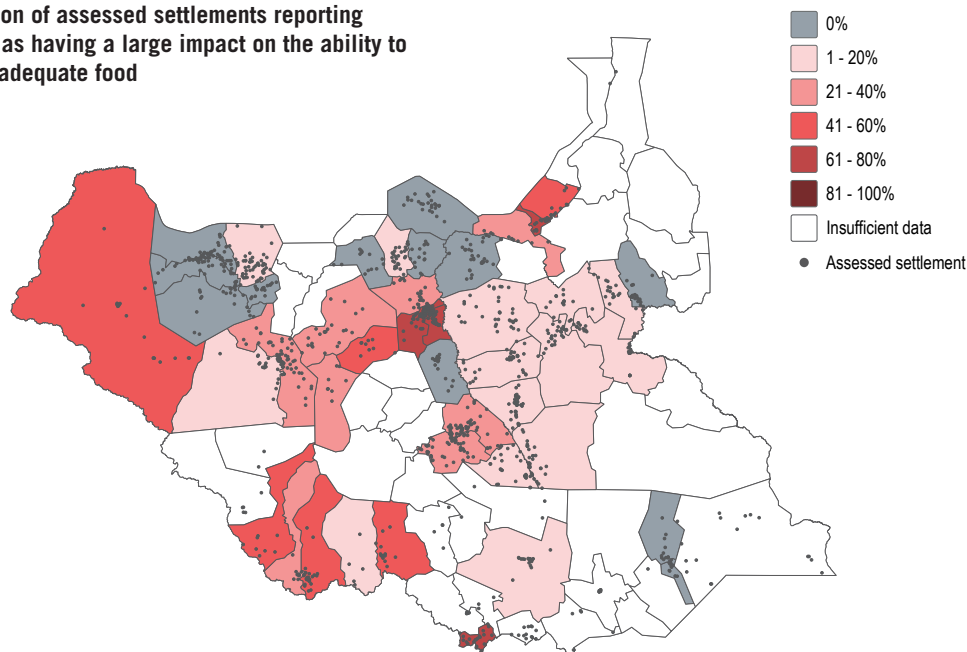 on of assessed settlements reporting
as having a large impact on the ability to
adequate food
0%
1 - 20%
21 - 40%
41 - 60%
61 - 80%
81 - 100%
Insufficient data
Assessed settlement